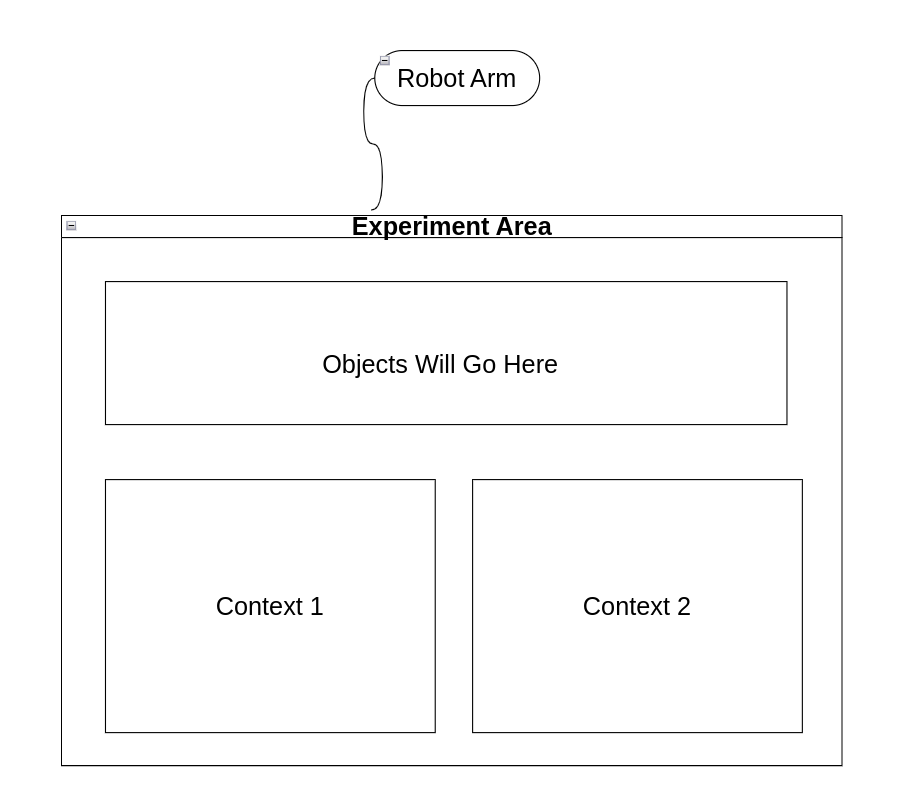 Robot Arm
Experiment Area
Objects Will Go Here
Context 1
Context 2